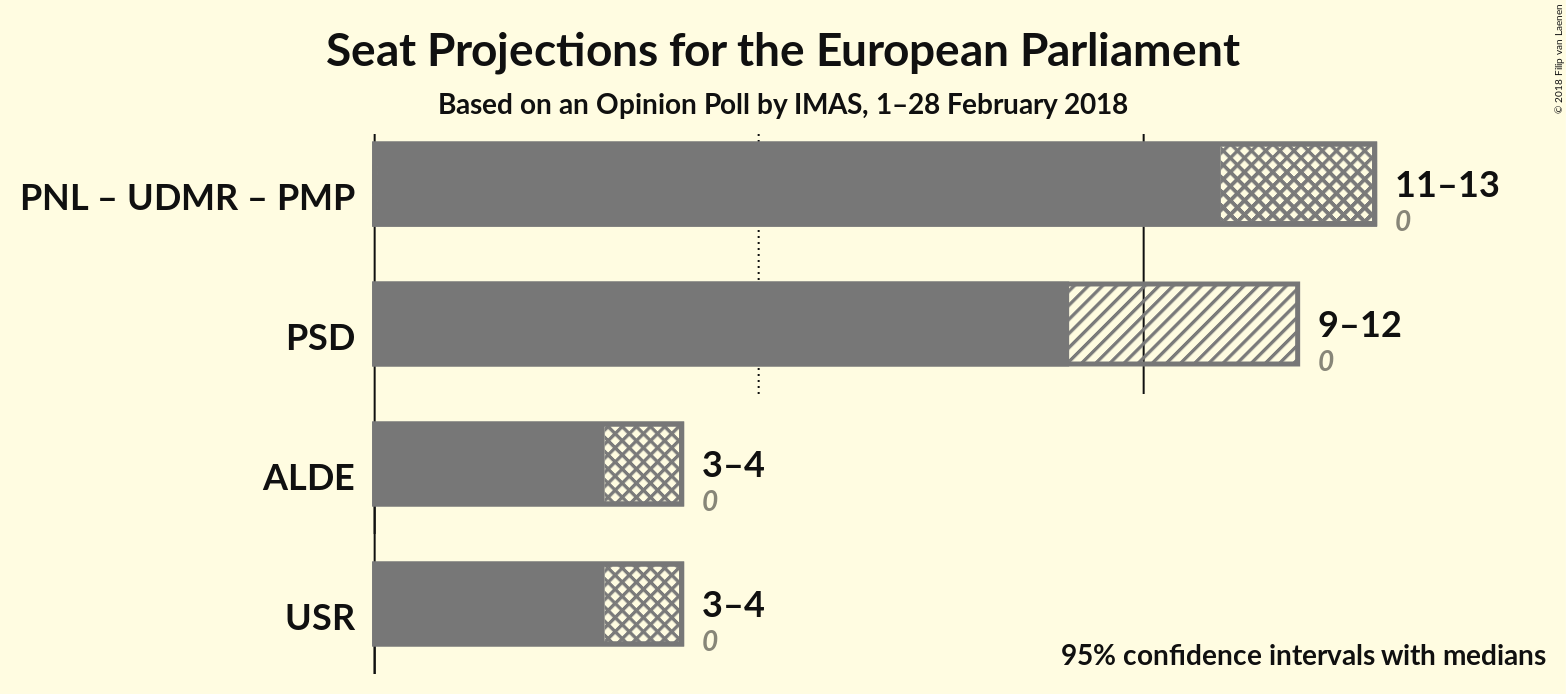 Seat Projections for the European Parliament
Based on an Opinion Poll by IMAS, 1–28 February 2018
© 2018 Filip van Laenen
PNL – UDMR – PMP
11–13
0
PSD
9–12
0
ALDE
3–4
0
USR
3–4
0
95% confidence intervals with medians